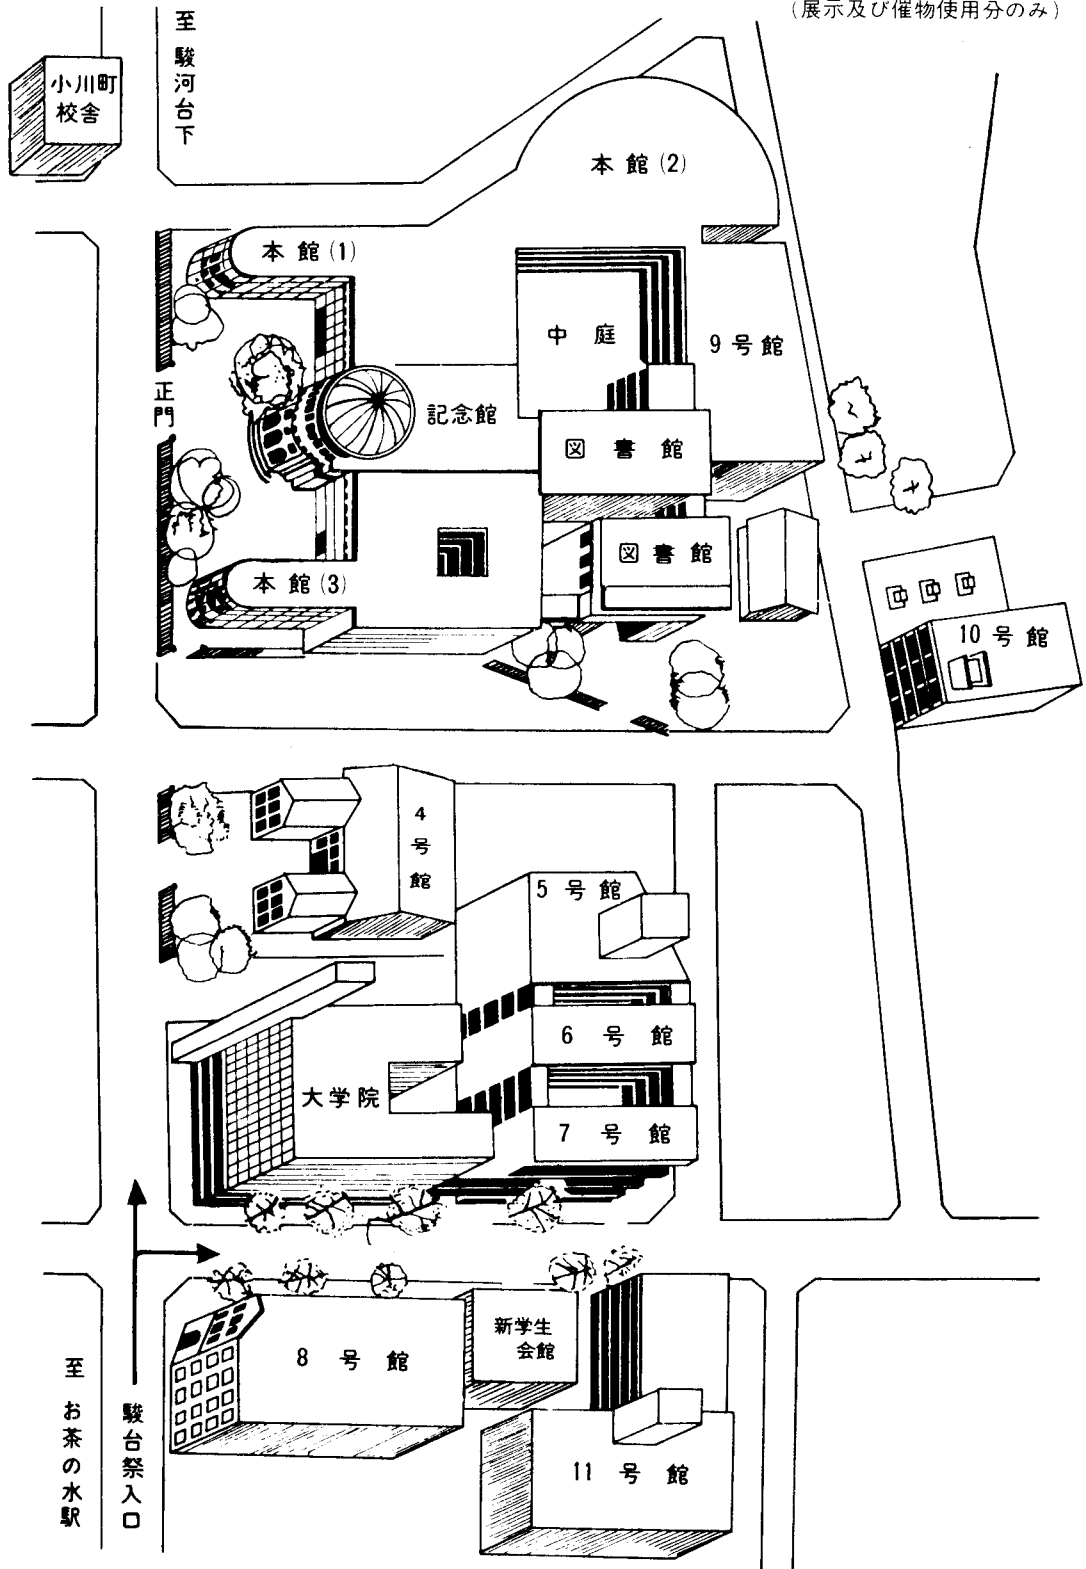 (展示及び催物使用分のみ)
至駿河台下
小川町
校舎
本館(2)
本館(1)
中庭
9号館
正門
記念館
図書館
図書館
本館(3)
10号館
4号館
5号館
6号館
大学院
7号館
新学生
会館
8号館
至お茶の水駅
駿台祭入口
11号館